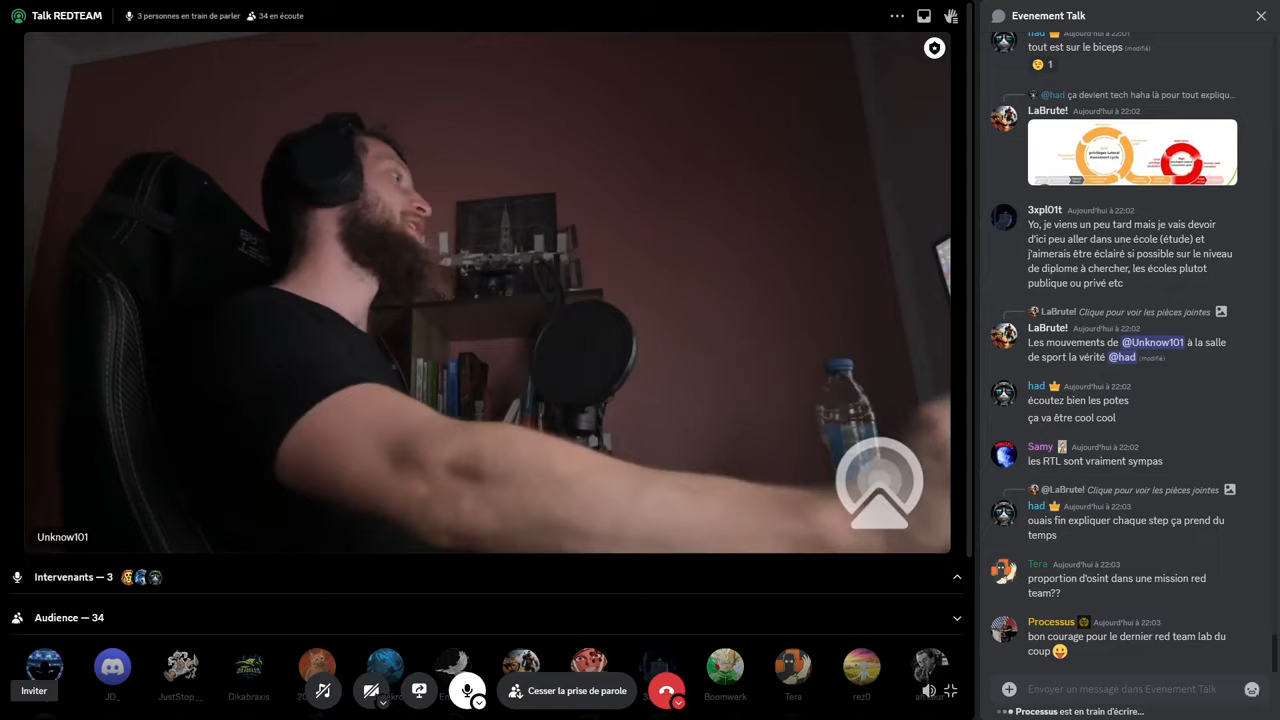 Talk REDTEAM
3 personnes en train de parler
34 en écoute
Evenement Talk
had Aujourd'hui à 22:01
tout est sur le biceps (modifié)
1
@had ça devient tech haha là pour tout expliqu...
LaBrute! Aujourd'hui à 22:02
3xpl01t Aujourd'hui à 22:02
Yo, je viens un peu tard mais je vais devoir
d'ici peu aller dans une école (étude) et
j'aimerais être éclairé si possible sur le niveau
de diplome à chercher, les écoles plutot
publique ou privé etc
LaBrute! Clique pour voir les pièces jointes
LaBrute! Aujourd'hui à 22:02
Les mouvements de @Unknow101 à la salle
de sport la vérité @had (modifié)
had Aujourd'hui à 22:02
écoutez bien les potes
ça va être cool cool
Samy Aujourd'hui à 22:02
les RTL sont vraiment sympas
@LaBrute! Clique pour voir les pièces jointes
had Aujourd'hui à 22:03
ouais fin expliquer chaque step ça prend du
temps
Tera Aujourd'hui à 22:03
proportion d'osint dans une mission red
team??
Processus Aujourd'hui à 22:03
bon courage pour le dernier red team lab du
coup
Envoyer un message dans Evenement Talk
Processus est en train d'écrire...
Unknow101
Intervenants — 3
Audience — 34
Inviter
JD_
JustStop...
Dikabraxis
Cesser la prise de parole
Boomwerk
Tera
rez0